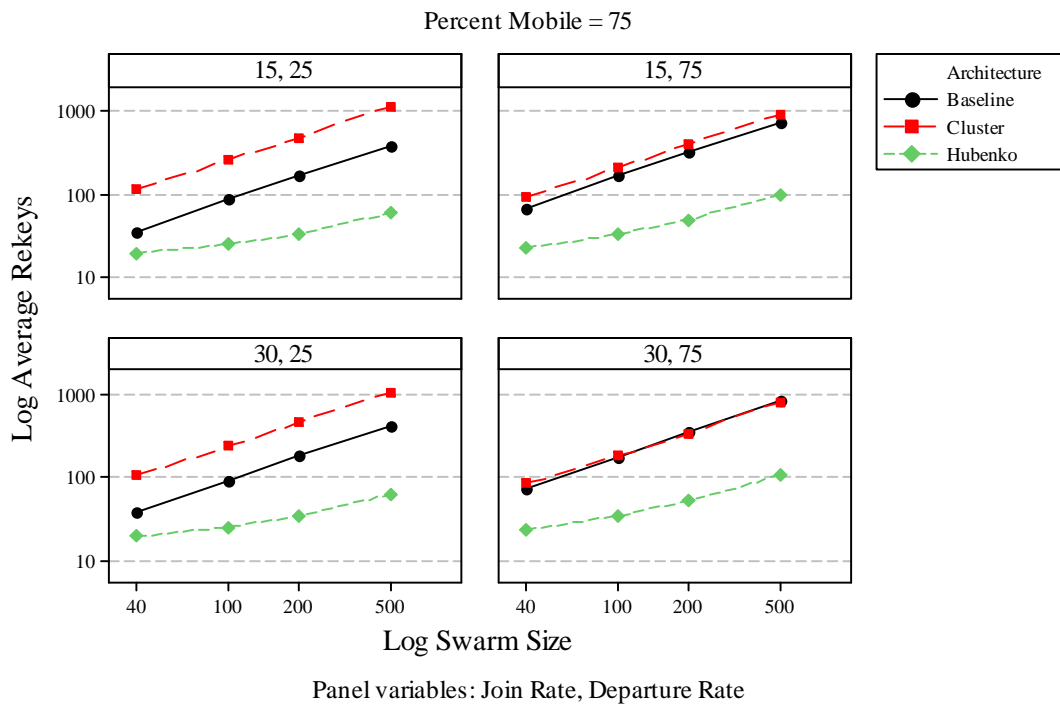 Percent Mobile = 75
15, 25
15, 75
Architecture
Baseline
Cluster
Hubenko
1000
100
10
30, 25
30, 75
1000
100
10
Log Average Rekeys
40
100
200
500
40
100
200
500
Log Swarm Size
Panel variables: Join Rate, Departure Rate